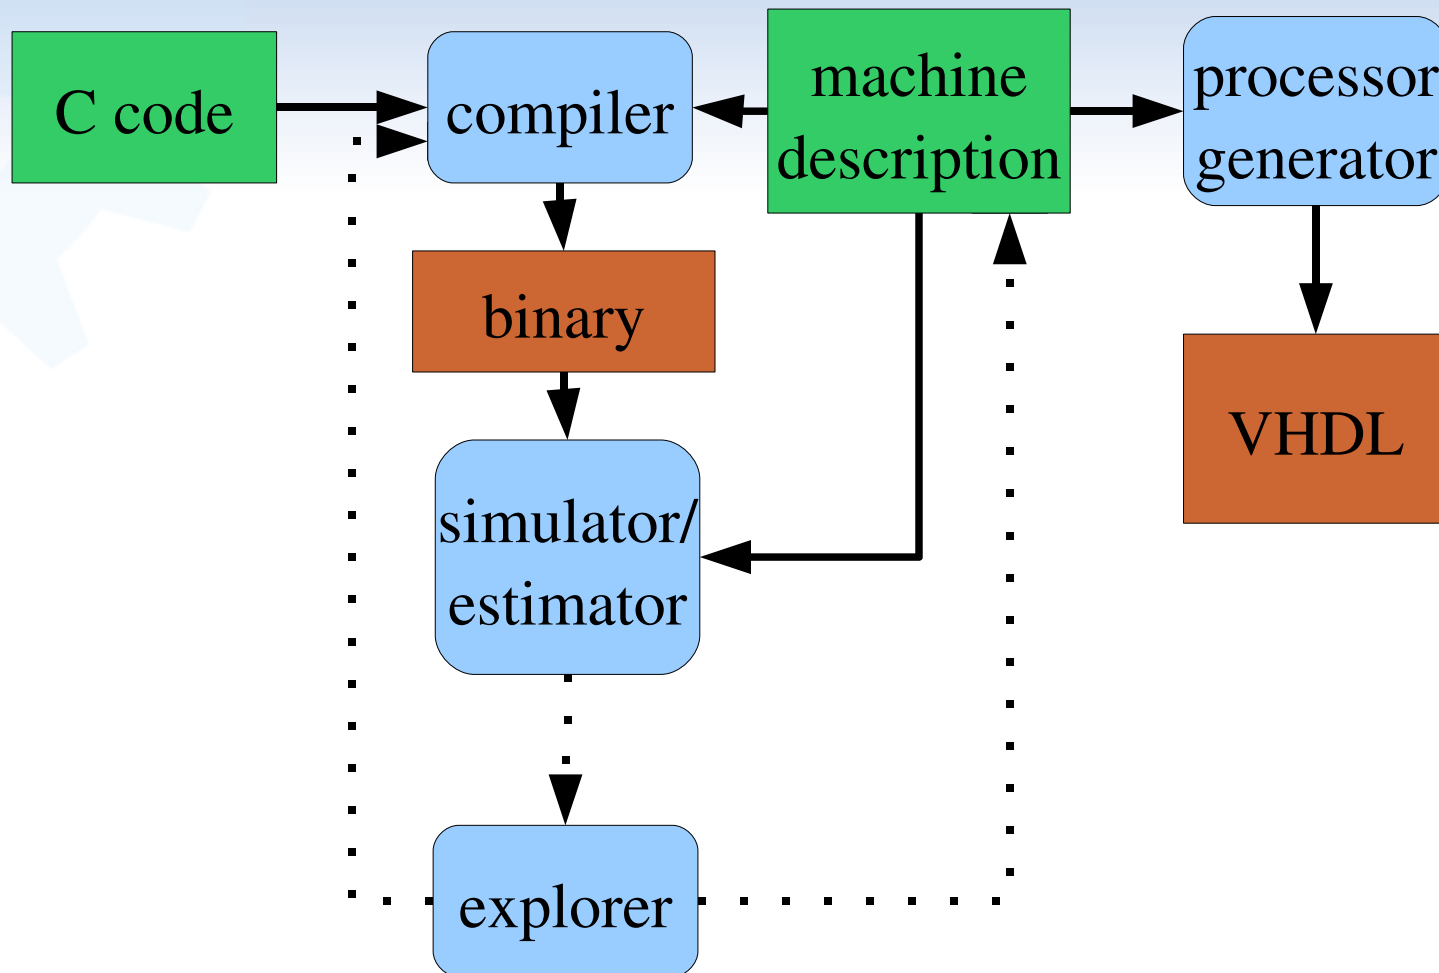 C code
compiler
machine
description
processor
generator
binary
VHDL
simulator/
estimator
explorer